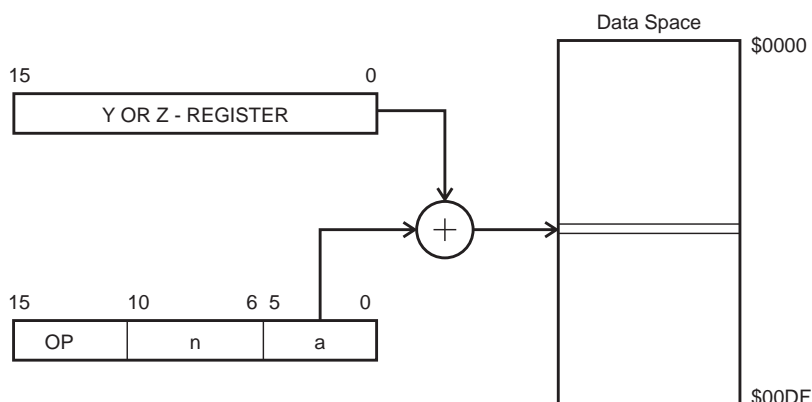 Data Space
$0000
15 0
Y OR Z - REGISTER
+
15 10 6 5 0
OP n a
$00DF